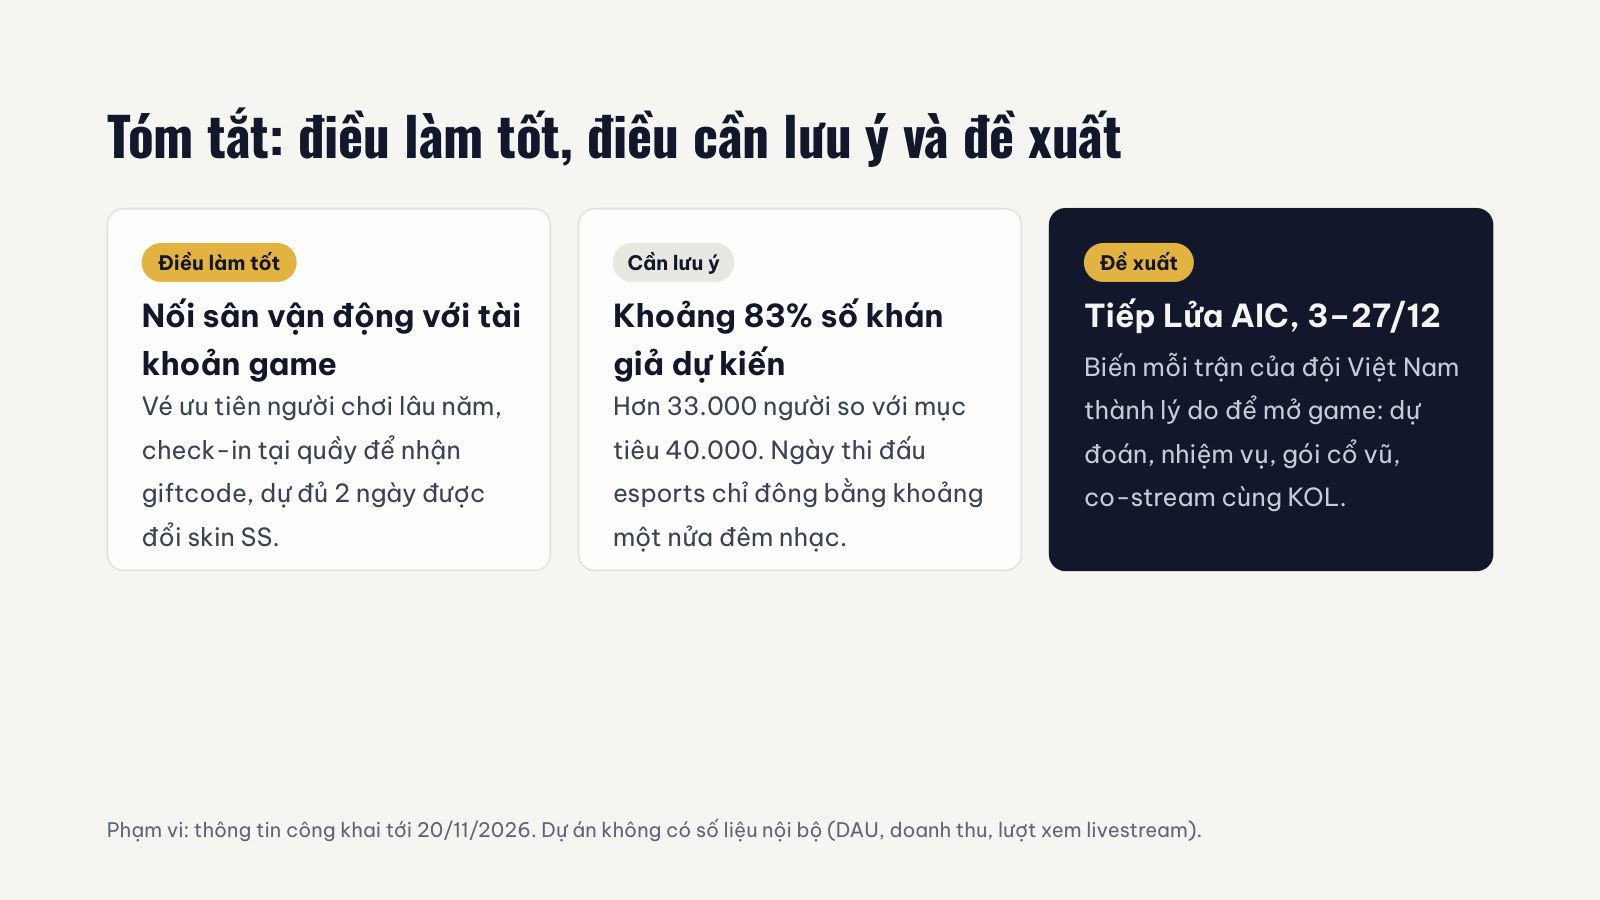 Tóm tắt: điều làm tốt, điều cần lưu ý và đề xuất
Điều làm tốt
Nối sân vận động với tài
khoản game
Vé ưu tiên người chơi lâu năm,
check-in tại quầy để nhận
giftcode, dự đủ 2 ngày được
đổi skin SS.
Cần lưu ý
Khoảng 83% số khán
giả dự kiến
Hơn 33.000 người so với mục
tiêu 40.000. Ngày thi đấu
esports chỉ đông bằng khoảng
một nửa đêm nhạc.
Đề xuất
Tiếp Lửa AIC, 3–27/12
Biến mỗi trận của đội Việt Nam
thành lý do để mở game: dự
đoán, nhiệm vụ, gói cổ vũ,
co-stream cùng KOL.
Phạm vi: thông tin công khai tới 20/11/2026. Dự án không có số liệu nội bộ (DAU, doanh thu, lượt xem livestream).